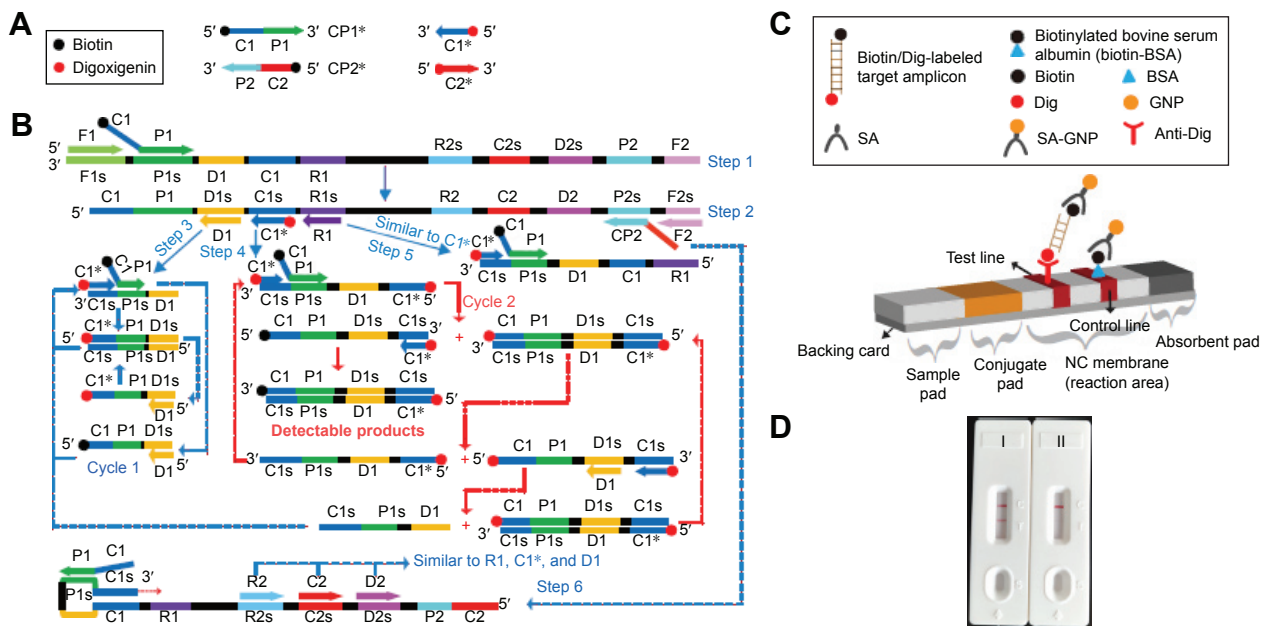 A
Biotin
Digoxigenin
5′ 3′ CP1*
C1 P1
3′ 5′ CP2*
P2 C2
5′
C1*
3′
C2*
B
C1
F1 P1
5′
3′
R2s C2s D2s P2 F2
Step 1
F1s P1s D1 C1 R1
C1 P1 D1s C1s R1s R2 C2 D2 P2s F2s
5′
Step 2
D1 C1* R1 CP2 F2
Step 3
Step 4
Similar to C1*
Step 5
C1* P1
3′ C1s P1s D1
C1* C1 P1
3′ C1s P1s D1 C1* 5′
C1* C1 P1
3′ C1s P1s D1 C1 R1 5′
Cycle 2
5′ C1* P1 D1s
C1s P1s D1 5′
C1* P1 D1s
D1 5′
5′ C1 P1 D1s
D1 5′
Cycle 1
5′ C1 P1 D1s C1s 3′
C1*
+
5′ C1 P1 D1s C1s
3′ C1s P1s D1 C1* 5′
C1 P1 D1s C1s
3′ C1s P1s D1 C1* 5′
Detectable products
3′ C1s P1s D1 C1* 5′
+
5′ C1 P1 D1s C1s 3′
D1 C1*
C1s P1s D1
+
C1 P1 D1s C1s
3′ C1s P1s D1 C1* 5′
Similar to R1, C1*, and D1
Step 6
P1 C1
C1s 3′
P1s
R2 C2 D2
C1 R1 R2s C2s D2s P2 C2 5′
C
Biotin/Dig-labeled
target amplicon
SA
Biotinylated bovine serum
albumin (biotin-BSA)
Biotin
BSA
Dig
GNP
SA-GNP
Anti-Dig
Test line
Control line
Backing card
Sample
pad
Conjugate
pad
NC membrane
(reaction area)
Absorbent pad
D
I
II